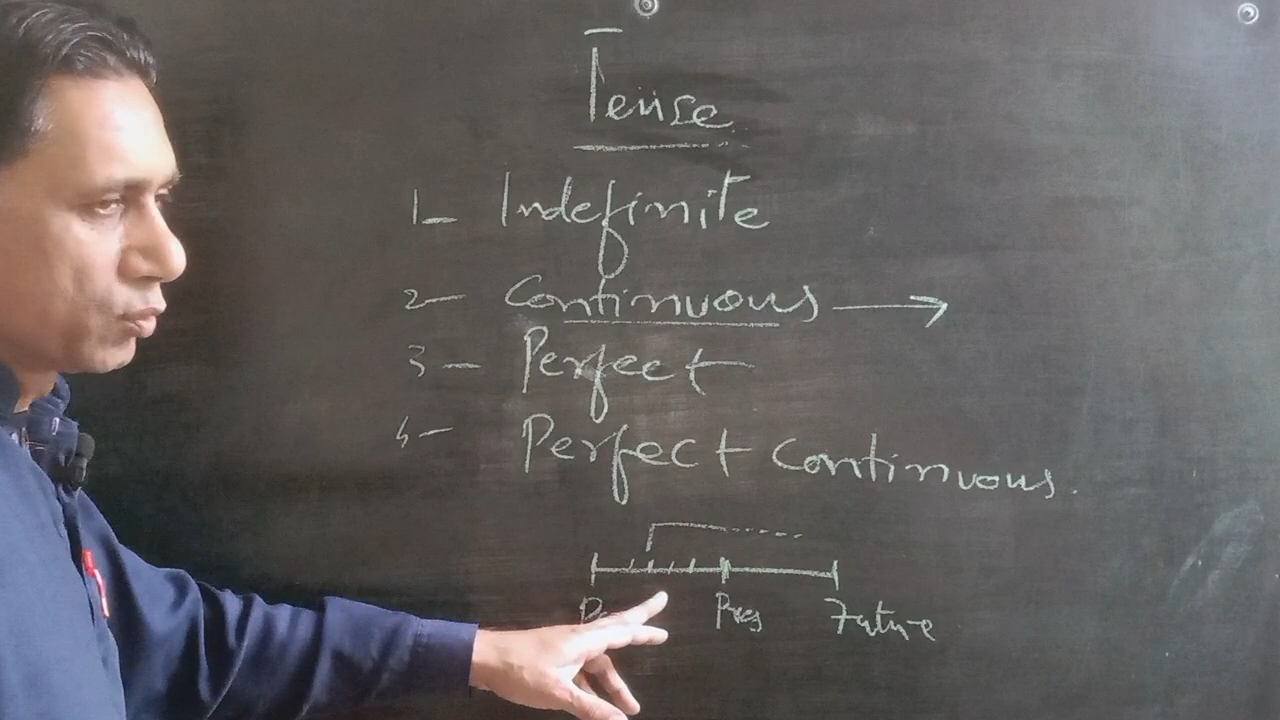 Tense
1- Indefinite
2- Continuous →
3- Perfect
4- Perfect Continuous.
Pres Future